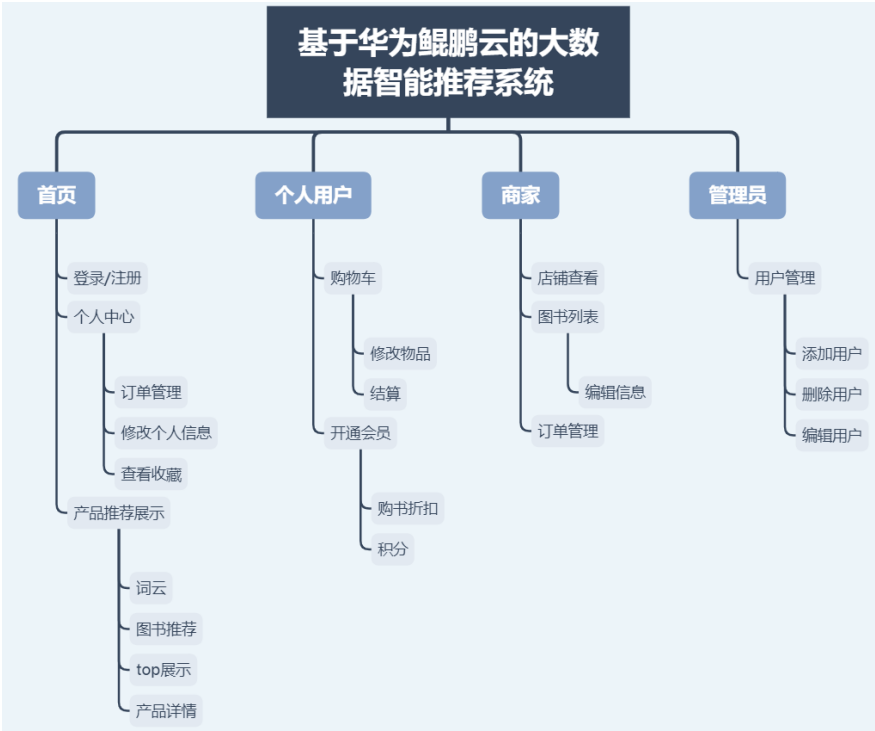 基于华为鲲鹏云的大数
据智能推荐系统
首页
登录/注册
个人中心
订单管理
修改个人信息
查看收藏
产品推荐展示
词云
图书推荐
top展示
产品详情
个人用户
购物车
修改物品
结算
开通会员
购书折扣
积分
商家
店铺查看
图书列表
编辑信息
订单管理
管理员
用户管理
添加用户
删除用户
编辑用户